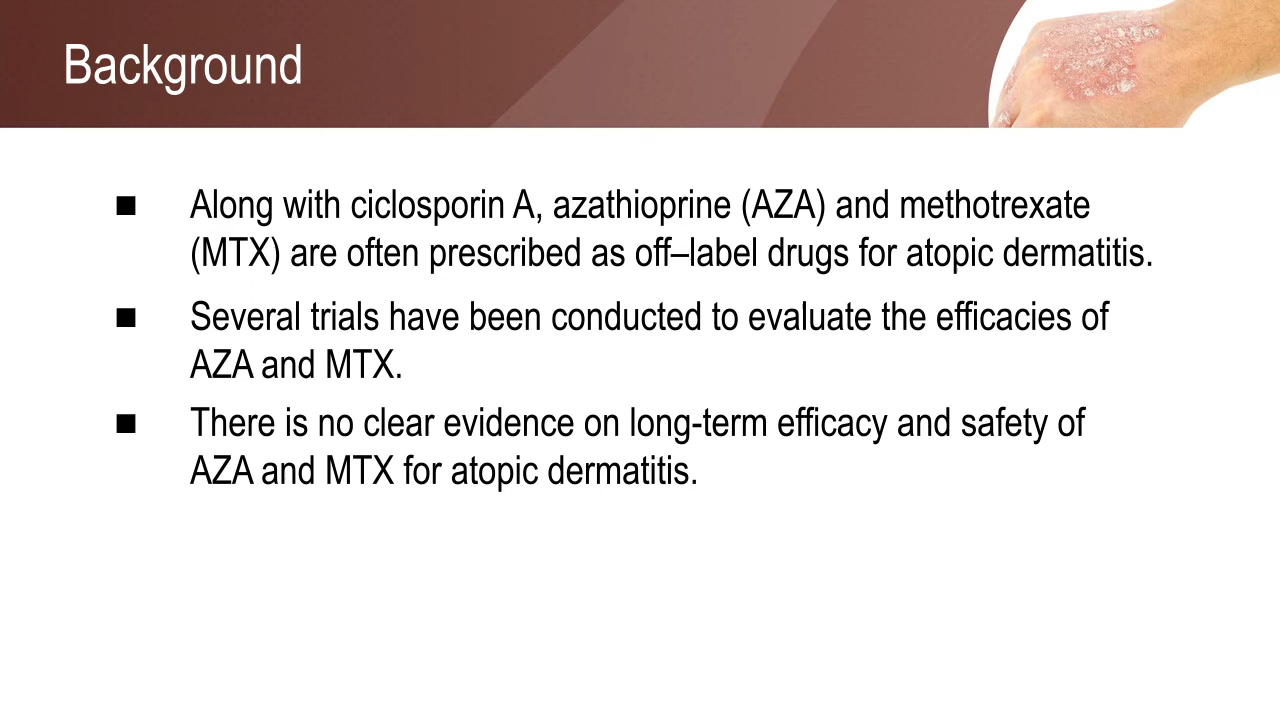 Background
■ Along with ciclosporin A, azathioprine (AZA) and methotrexate
(MTX) are often prescribed as off–label drugs for atopic dermatitis.
■ Several trials have been conducted to evaluate the efficacies of
AZA and MTX.
■ There is no clear evidence on long-term efficacy and safety of
AZA and MTX for atopic dermatitis.